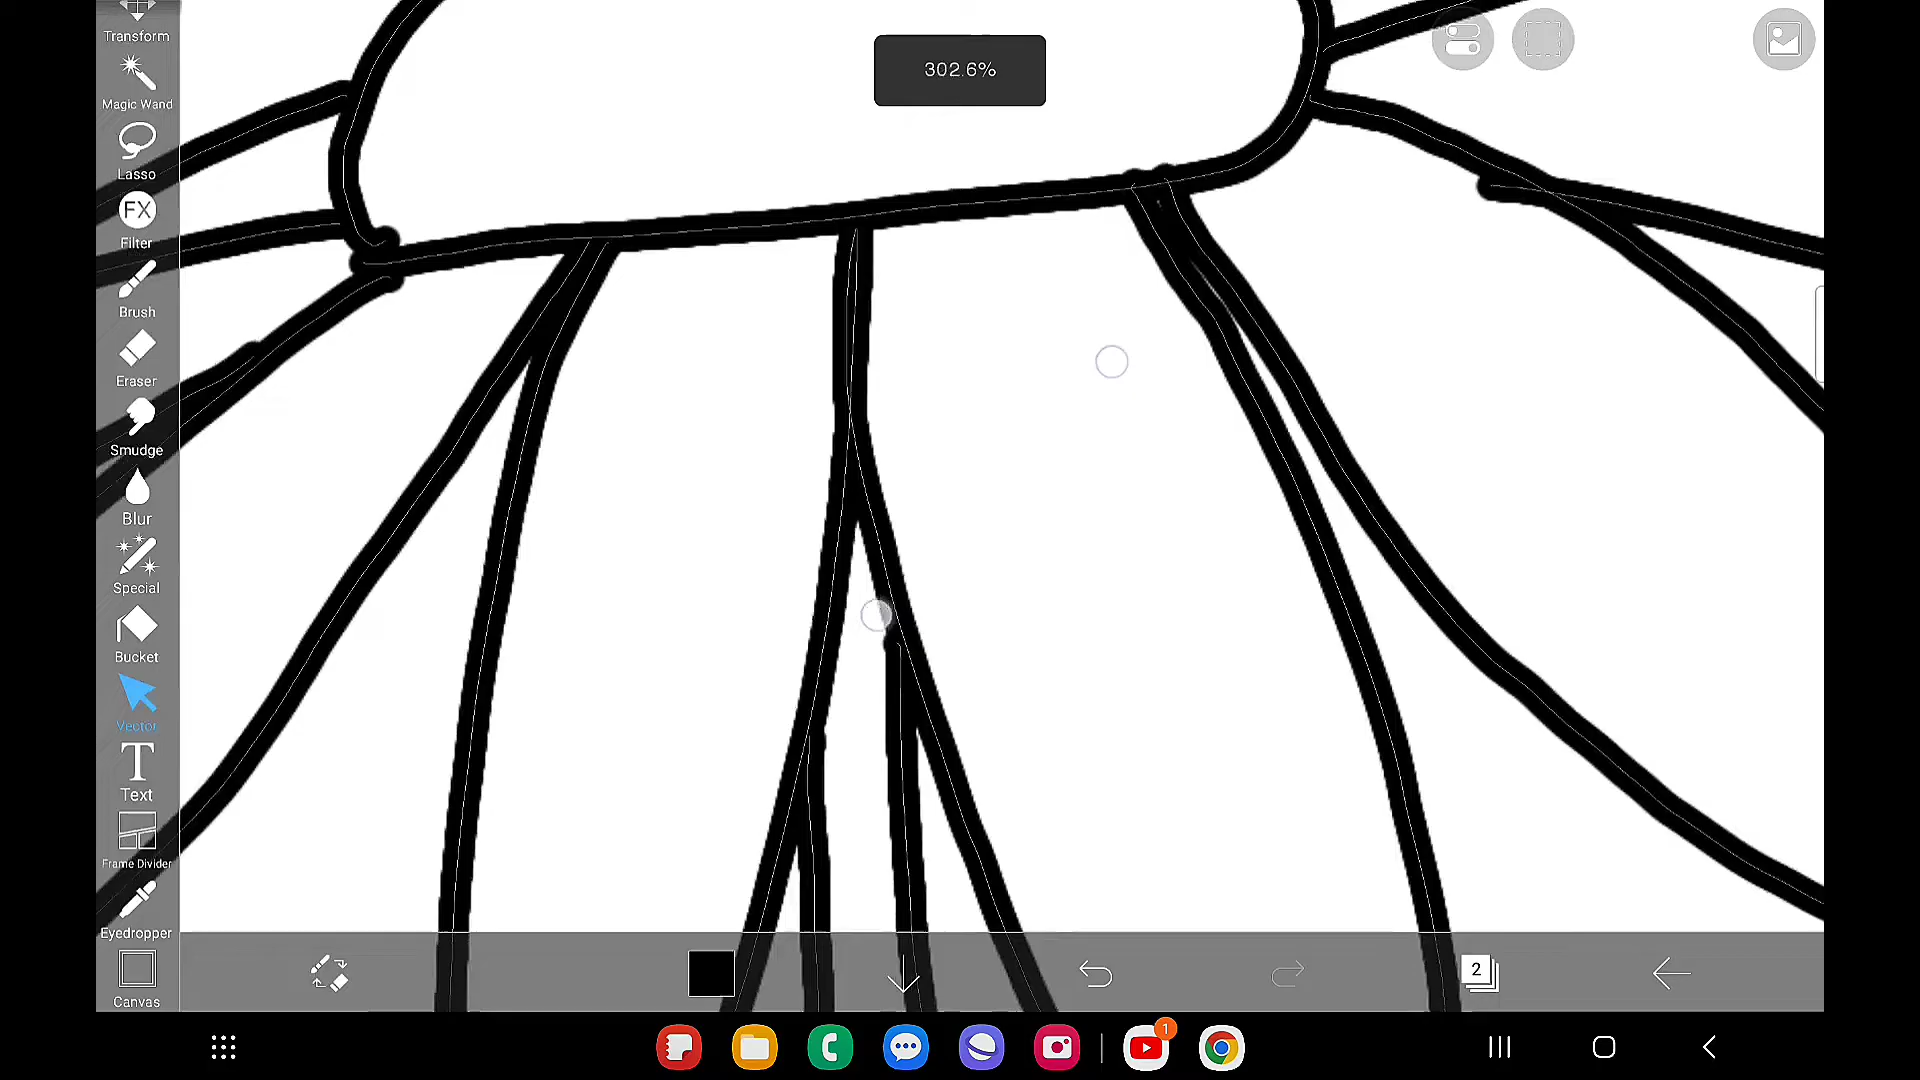 Transform
302.6%
Magic Wand
Lasso
FX
Filter
Brush
Eraser
Smudge
Blur
Special
Bucket
Vector
T
Text
Frame Divider
Eyedropper
Canvas
2
1